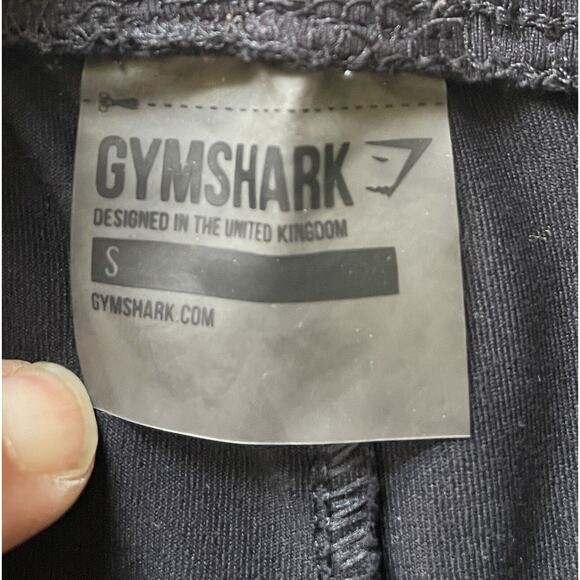 GYMSHARK
DESIGNED IN THE UNITED KINGDOM
S
GYMSHARK.COM